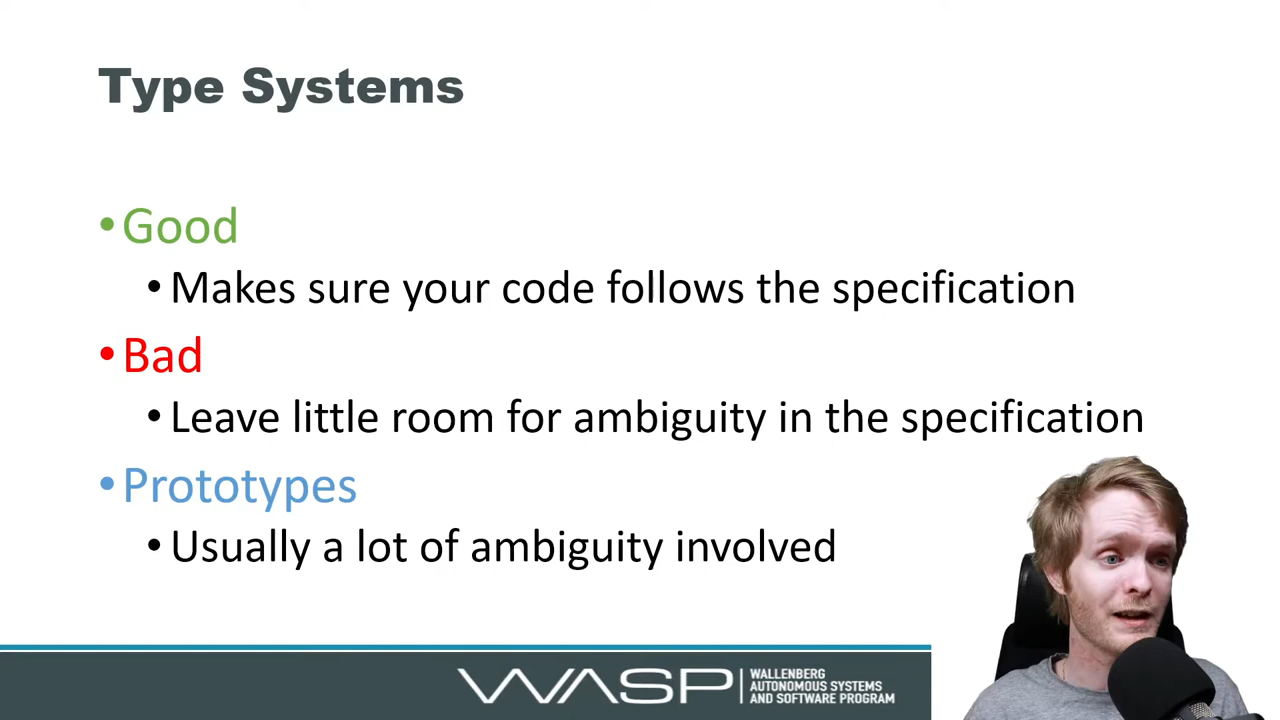 Type Systems
•Good
•Makes sure your code follows the specification
•Bad
•Leave little room for ambiguity in the specification
•Prototypes
•Usually a lot of ambiguity involved
WASP
WALLENBERG
AUTONOMOUS SYSTEMS
AND SOFTWARE PROGRAM